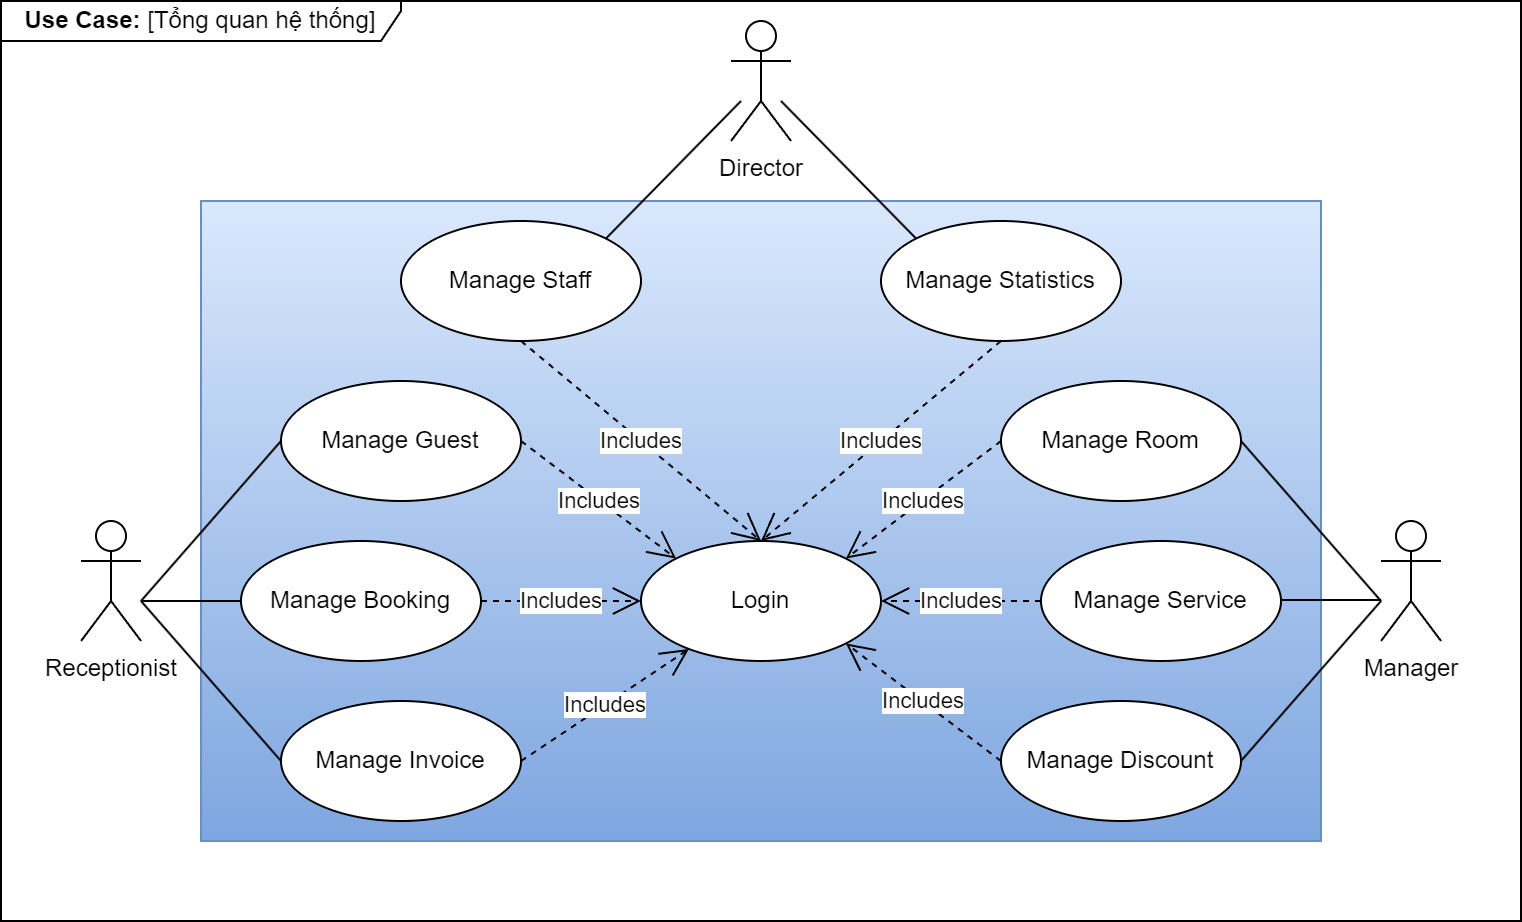 Use Case: [Tổng quan hệ thống]
Director
Manage Staff
Manage Statistics
Includes
Includes
Manage Guest
Manage Room
Includes
Includes
Receptionist
Manage Booking
Includes
Login
Includes
Manage Service
Manager
Includes
Includes
Manage Invoice
Manage Discount